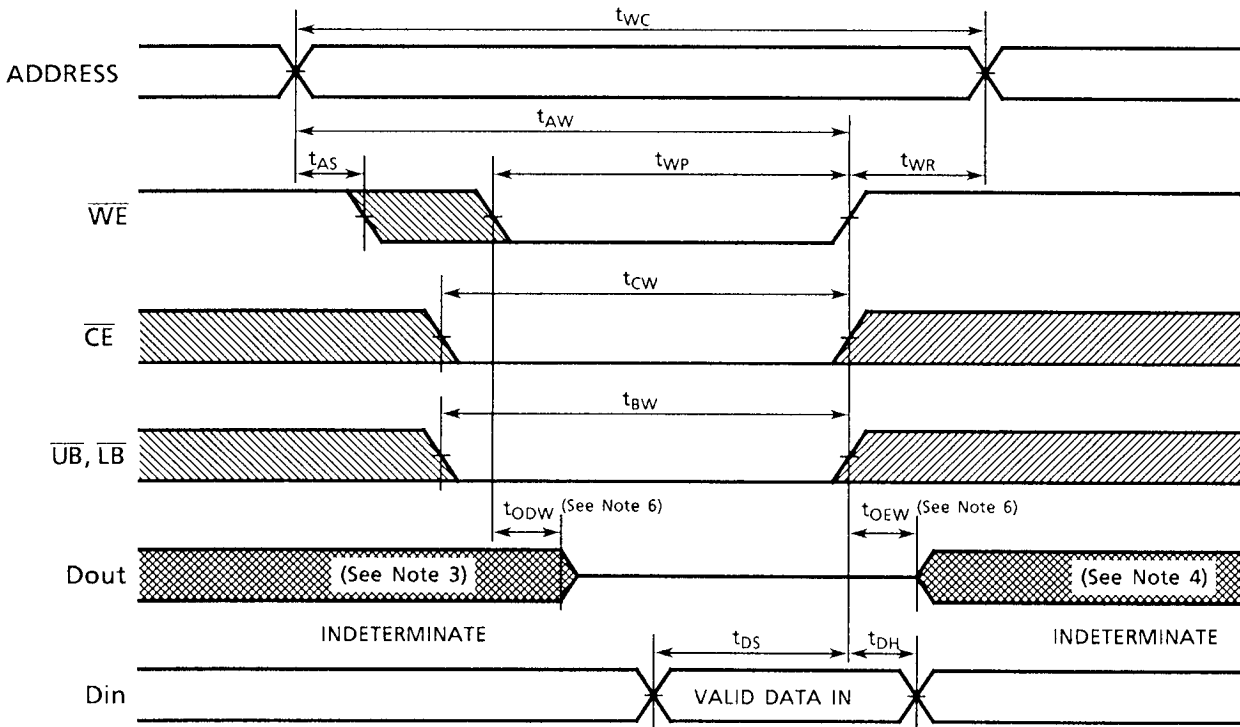 tWC
ADDRESS
tAW
tAS
tWP
tWR
WE
tCW
CE
tBW
UB, LB
tODW (See Note 6)
tOEW (See Note 6)
Dout
(See Note 3)
(See Note 4)
INDETERMINATE
INDETERMINATE
tDS
tDH
Din
VALID DATA IN